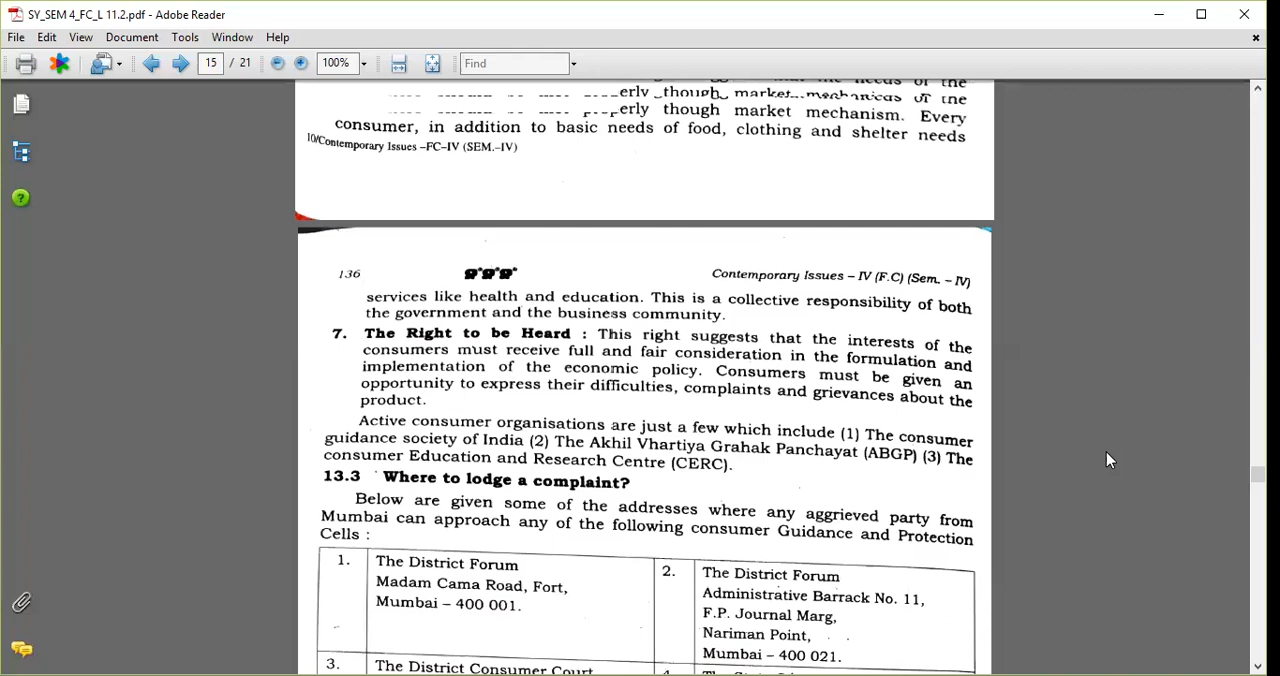 SY_SEM 4_FC_L 11.2.pdf - Adobe Reader
File Edit View Document Tools Window Help
15 / 21 100% Find
erly though market
erly though market mechanism. Every
consumer, in addition to basic needs of food, clothing and shelter needs
10/Contemporary Issues –FC–IV (SEM.–IV)
136 Contemporary Issues – IV (F.C) (Sem. – IV)
services like health and education. This is a collective responsibility of both
the government and the business community.
7. The Right to be Heard : This right suggests that the interests of the
consumers must receive full and fair consideration in the formulation and
implementation of the economic policy. Consumers must be given an
opportunity to express their difficulties, complaints and grievances about the
product.
Active consumer organisations are just a few which include (1) The consumer
guidance society of India (2) The Akhil Vhartiya Grahak Panchayat (ABGP) (3) The
consumer Education and Research Centre (CERC).
13.3 Where to lodge a complaint?
Below are given some of the addresses where any aggrieved party from
Mumbai can approach any of the following consumer Guidance and Protection
Cells :
1. The District Forum
Madam Cama Road, Fort,
Mumbai – 400 001.
2. The District Forum
Administrative Barrack No. 11,
F.P. Journal Marg,
Nariman Point,
Mumbai – 400 021.
3. The District Consumer Court